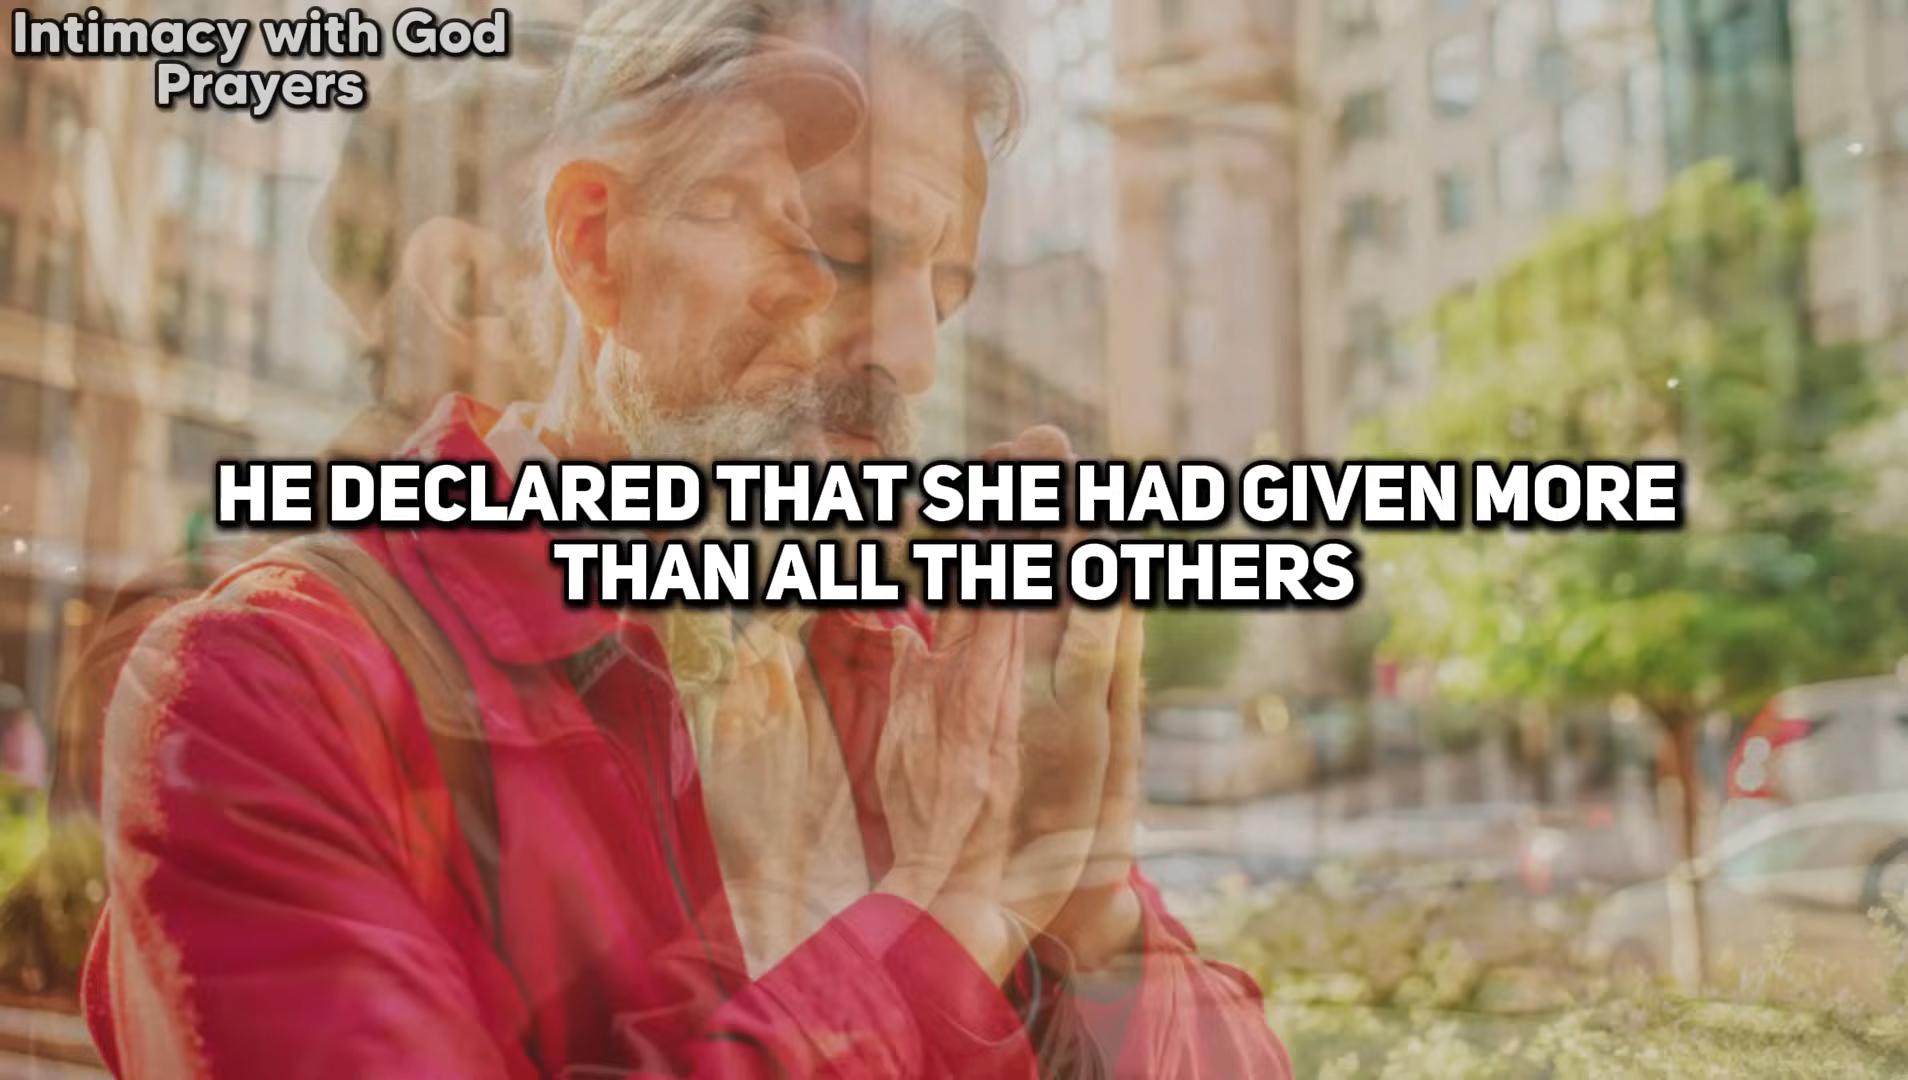 Intimacy with God
Prayers
HE DECLARED THAT SHE HAD GIVEN MORE
THAN ALL THE OTHERS